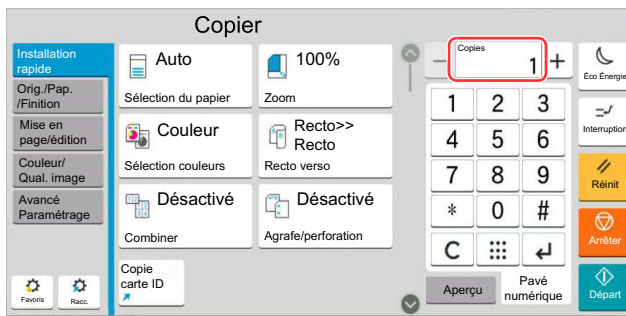 Copier
Installation
rapide
Orig./Pap.
/Finition
Mise en
page/édition
Couleur/
Qual. image
Avancé
Paramétrage
Favoris
Racc.
Auto
Sélection du papier
100%
Zoom
Couleur
Sélection couleurs
Recto>>
Recto
Recto verso
Désactivé
Combiner
Désactivé
Agrafe/perforation
Copie
carte ID
Copies
− 1 +
1 2 3
4 5 6
7 8 9
* 0 #
C
Aperçu
Pavé
numérique
Éco Énergie
Interruption
Réinit
Arrêter
Départ